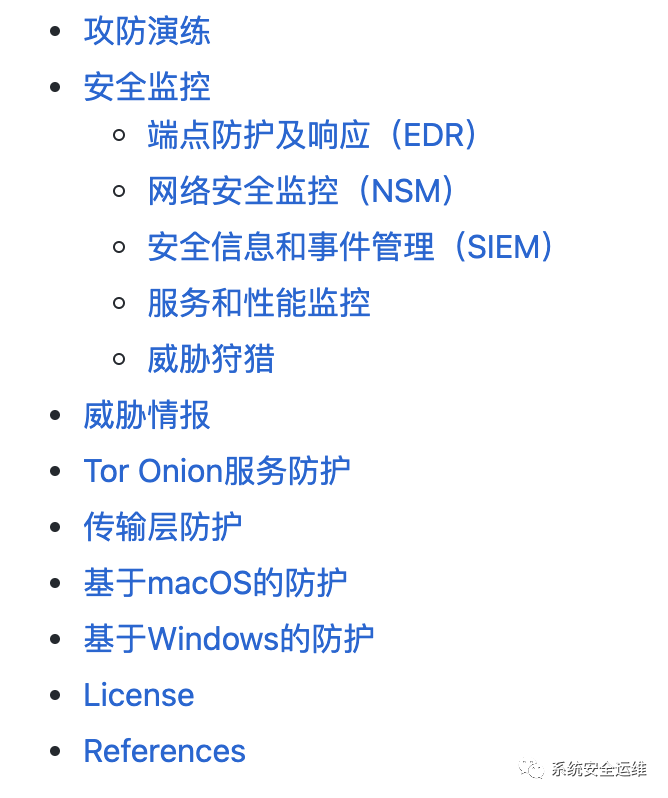 攻防演练
安全监控
端点防护及响应（EDR）
网络安全监控（NSM）
安全信息和事件管理（SIEM）
服务和性能监控
威胁狩猎
威胁情报
Tor Onion服务防护
传输层防护
基于macOS的防护
基于Windows的防护
License
References
系统安全运维